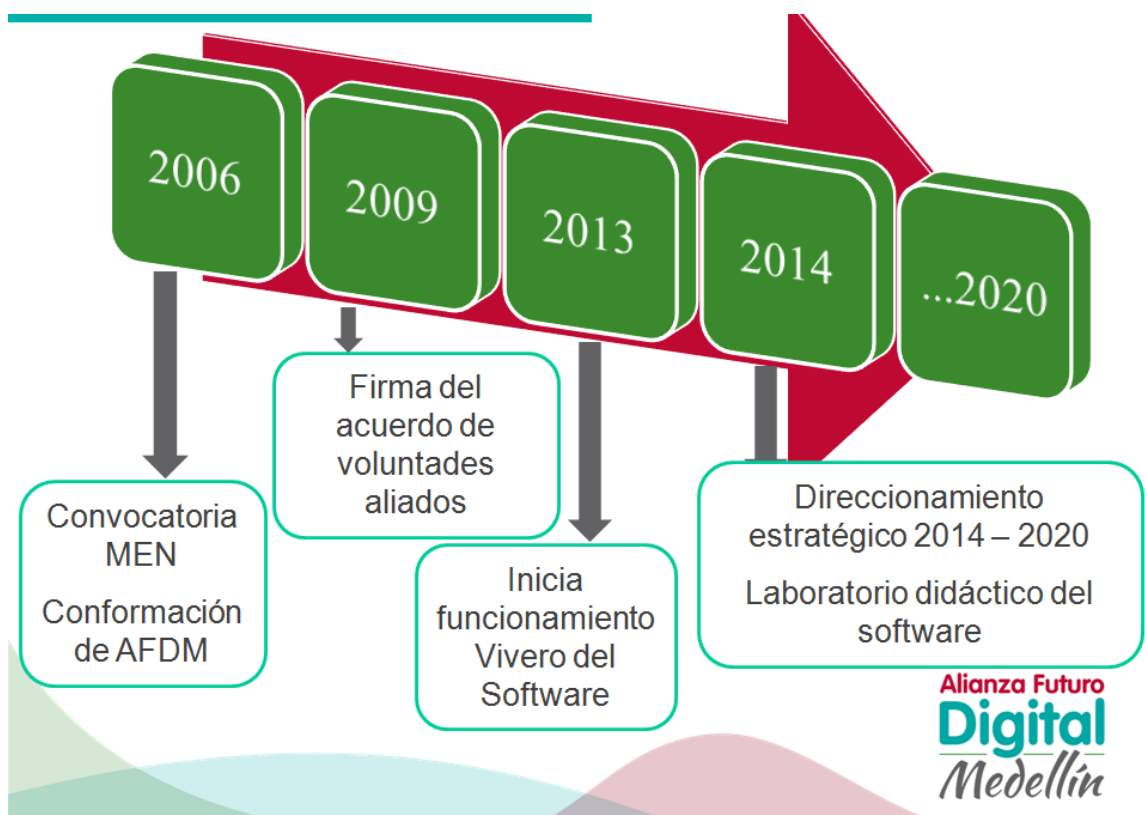 2006
2009
2013
2014
...2020
Convocatoria
MEN
Conformación
de AFDM
Firma del
acuerdo de
voluntades
aliados
Inicia
funcionamiento
Vivero del
Software
Direccionamiento
estratégico 2014 – 2020
Laboratorio didáctico del
software
Alianza Futuro
Digital
Medellín